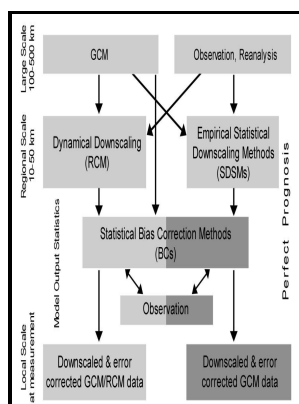 Large Scale
100-500 km
GCM
Observation, Reanalysis
Regional Scale
10-50 km
Dynamical Downscaling
(RCM)
Empirical Statistical
Downscaling Methods
(SDSMs)
Model Output Statistics
Perfect Prognosis
Statistical Bias Correction Methods
(BCs)
Observation
Local Scale
at measurement
Downscaled & error
corrected GCM/RCM data
Downscaled & error
corrected GCM data